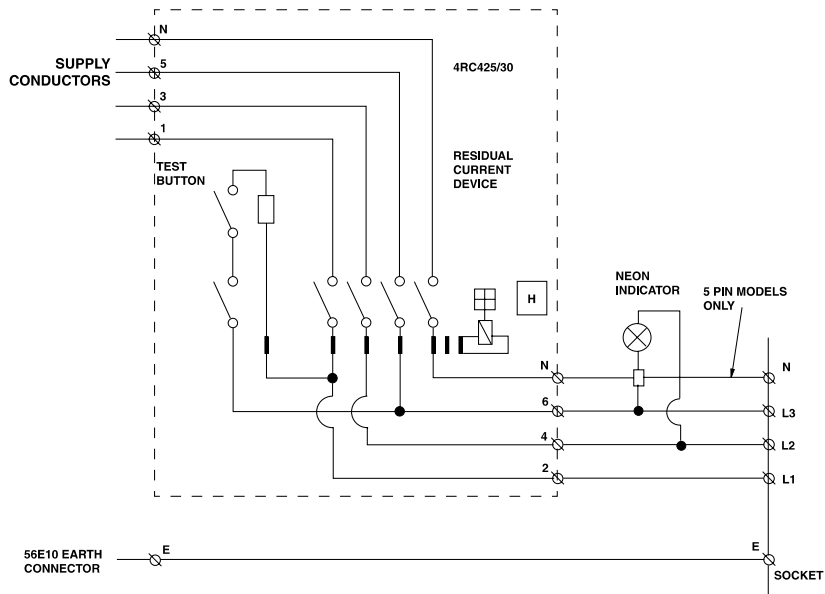 N
SUPPLY
CONDUCTORS
5
3
1
4RC425/30
TEST
BUTTON
RESIDUAL
CURRENT
DEVICE
H
NEON
INDICATOR
5 PIN MODELS
ONLY
N
N
6
L3
4
L2
2
L1
56E10 EARTH
CONNECTOR
E
E
SOCKET